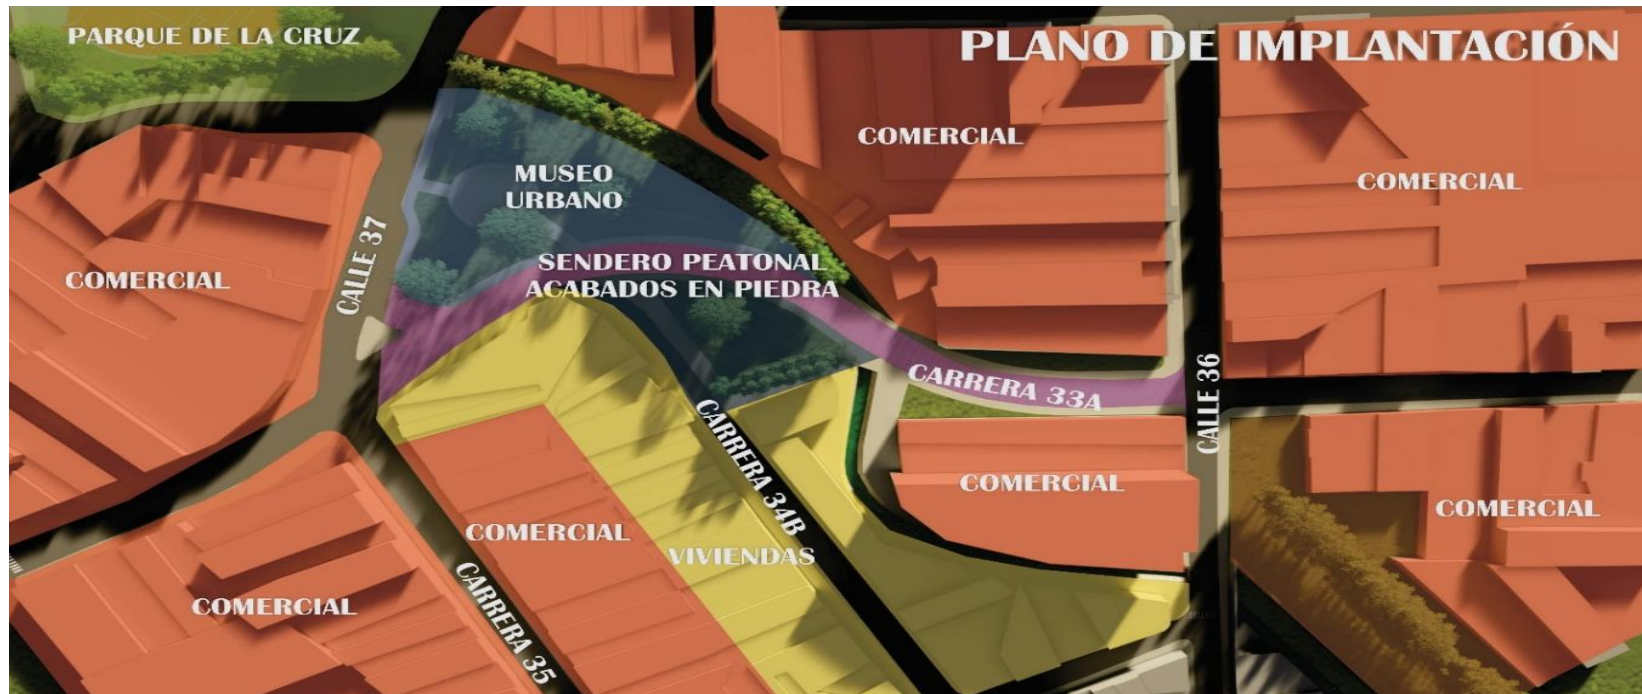 PARQUE DE LA CRUZ
PLANO DE IMPLANTACIÓN
COMERCIAL
COMERCIAL
MUSEO
URBANO
CALLE 37
COMERCIAL
SENDERO PEATONAL
ACABADOS EN PIEDRA
CARRERA 33A
CALLE 36
CARRERA 34B
COMERCIAL
COMERCIAL
COMERCIAL
VIVIENDAS
CARRERA 35
COMERCIAL